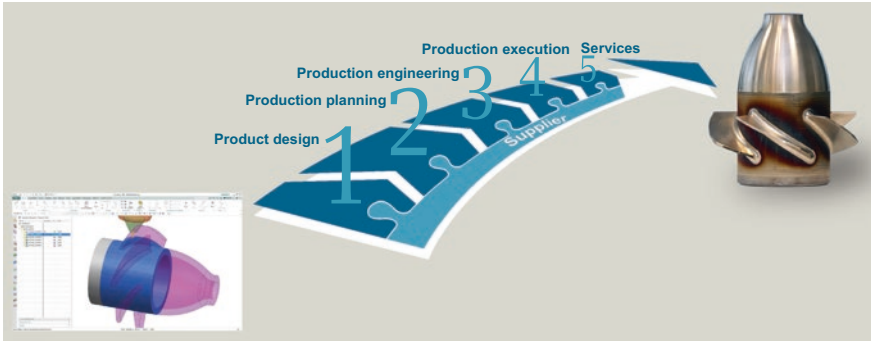 Production execution
Services
Production engineering
Production planning
Product design
1
2
3
4
5
Supplier